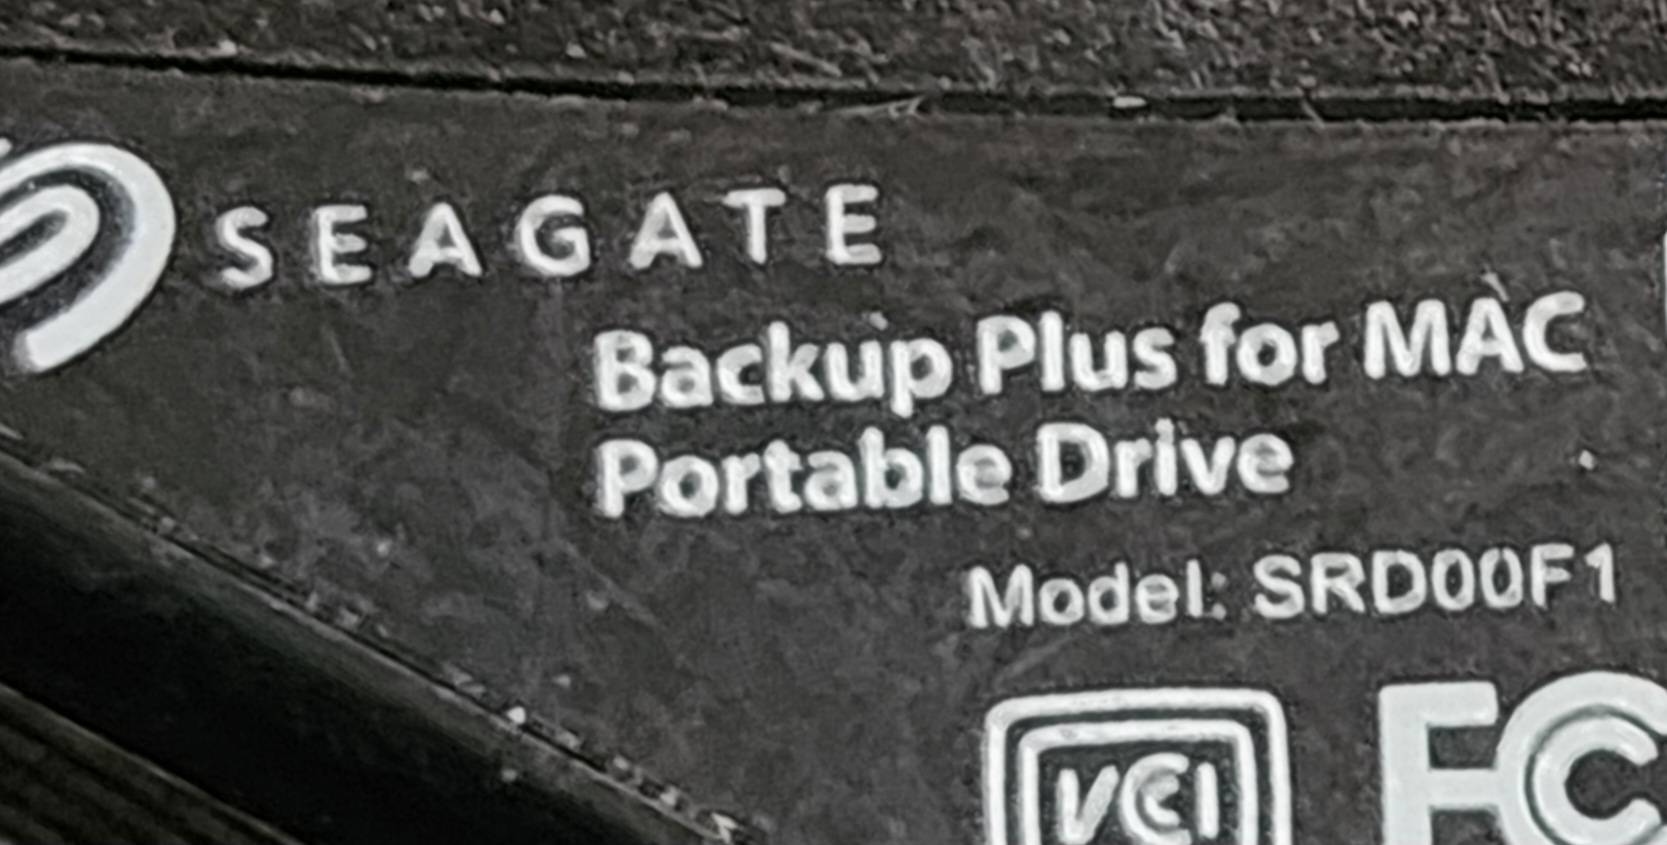 SEAGATE
Backup Plus for MAC
Portable Drive
Model: SRD00F1
VCI
FC